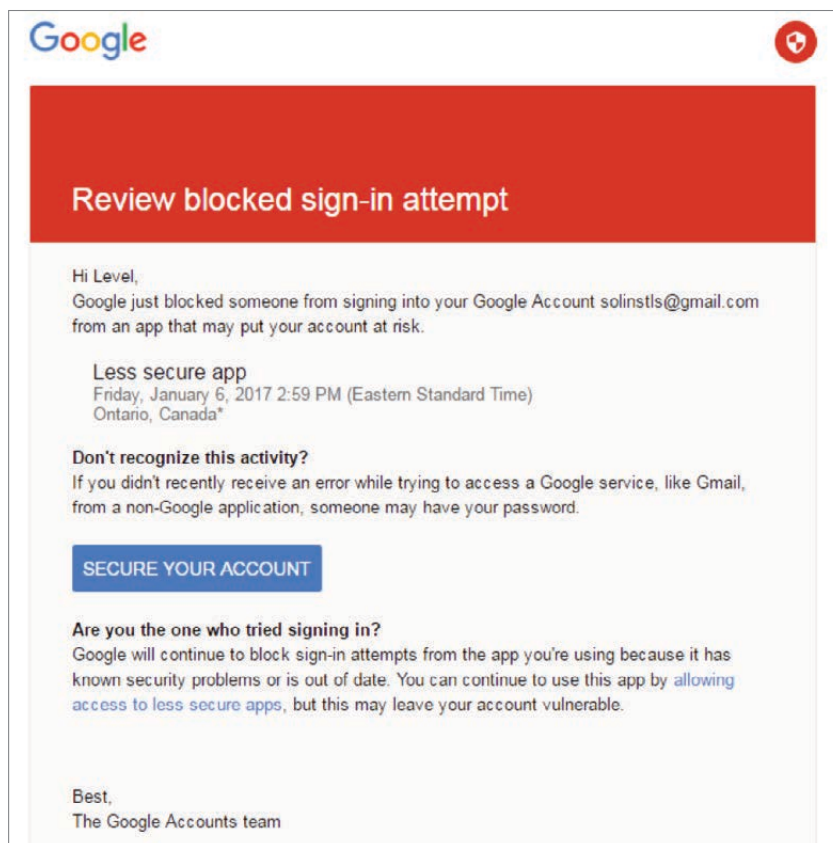 Google
Review blocked sign-in attempt
Hi Level,
Google just blocked someone from signing into your Google Account solinstls@gmail.com
from an app that may put your account at risk.
Less secure app
Friday, January 6, 2017 2:59 PM (Eastern Standard Time)
Ontario, Canada*
Don't recognize this activity?
If you didn't recently receive an error while trying to access a Google service, like Gmail,
from a non-Google application, someone may have your password.
SECURE YOUR ACCOUNT
Are you the one who tried signing in?
Google will continue to block sign-in attempts from the app you're using because it has
known security problems or is out of date. You can continue to use this app by allowing
access to less secure apps, but this may leave your account vulnerable.
Best,
The Google Accounts team